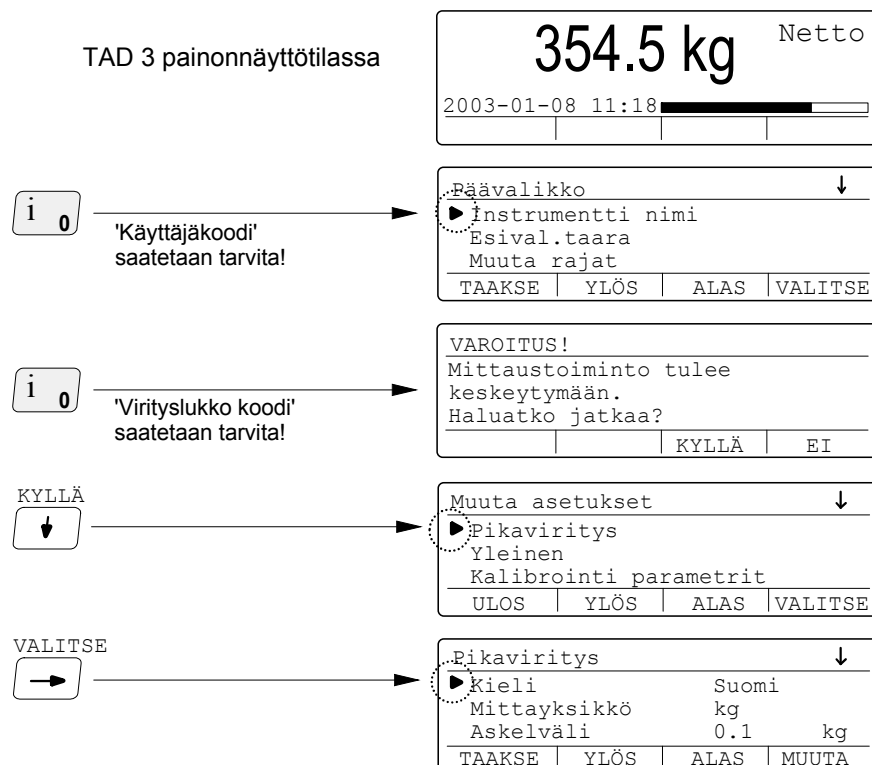 TAD 3 painonnäyttötilassa
354.5 kg Netto
2003-01-08 11:18
i 0
'Käyttäjäkoodi'
saatetaan tarvita!
Päävalikko ↓
Instrumentti nimi
Esival.taara
Muuta rajat
TAAKSE YLÖS ALAS VALITSE
i 0
'Virityslukko koodi'
saatetaan tarvita!
VAROITUS!
Mittaustoiminto tulee
keskeytymään.
Haluatko jatkaa?
KYLLÄ EI
KYLLÄ
Muuta asetukset ↓
Pikaviritys
Yleinen
Kalibrointi parametrit
ULOS YLÖS ALAS VALITSE
VALITSE
Pikaviritys ↓
Kieli Suomi
Mittayksikkö kg
Askelväli 0.1 kg
TAAKSE YLÖS ALAS MUUTA